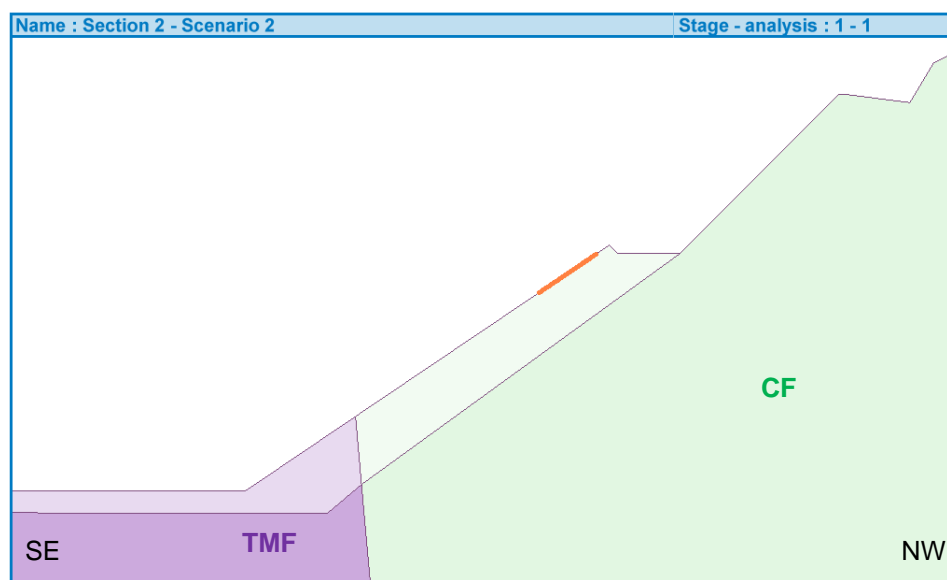 Name : Section 2 - Scenario 2
Stage - analysis : 1 - 1
CF
TMF
SE
NW